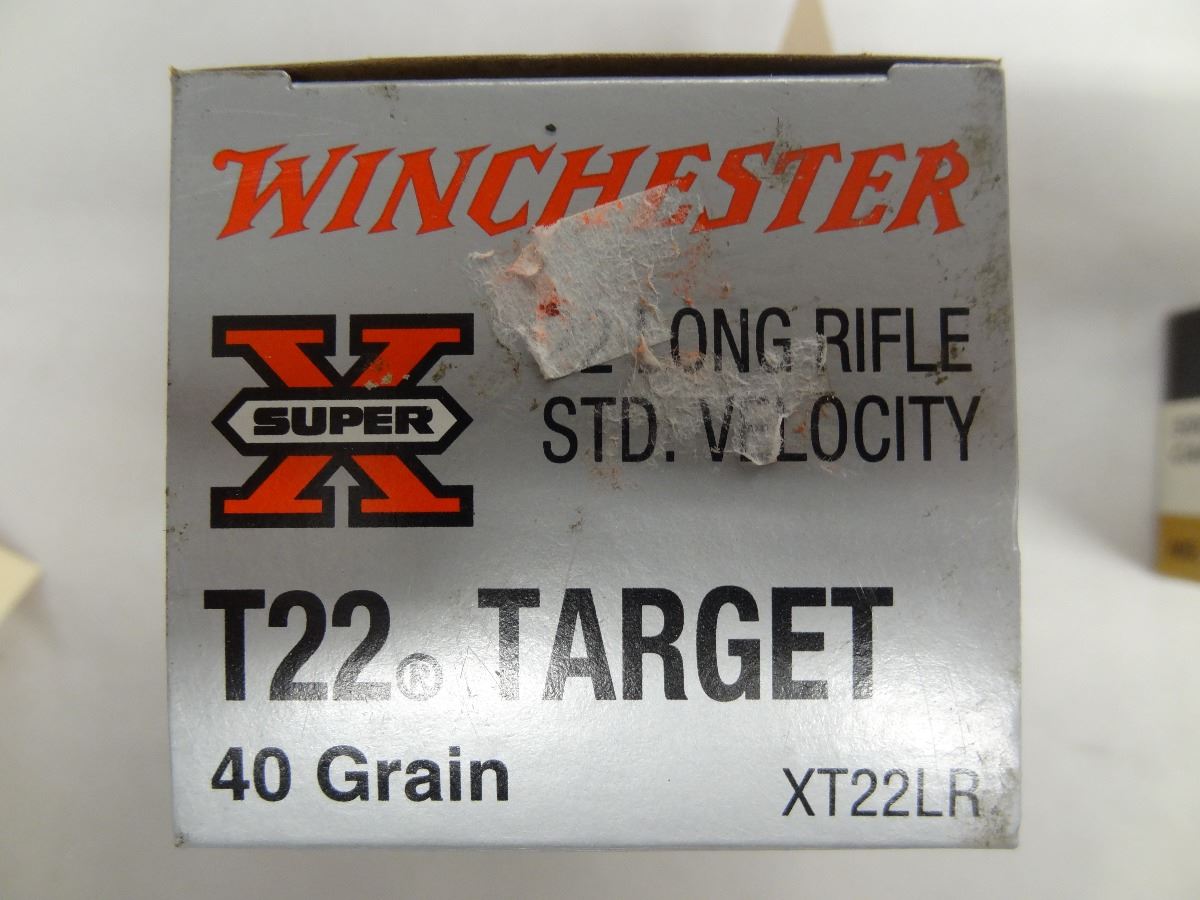 WINCHESTER
SUPER X
LONG RIFLE
STD. VELOCITY
T22® TARGET
40 Grain
XT22LR